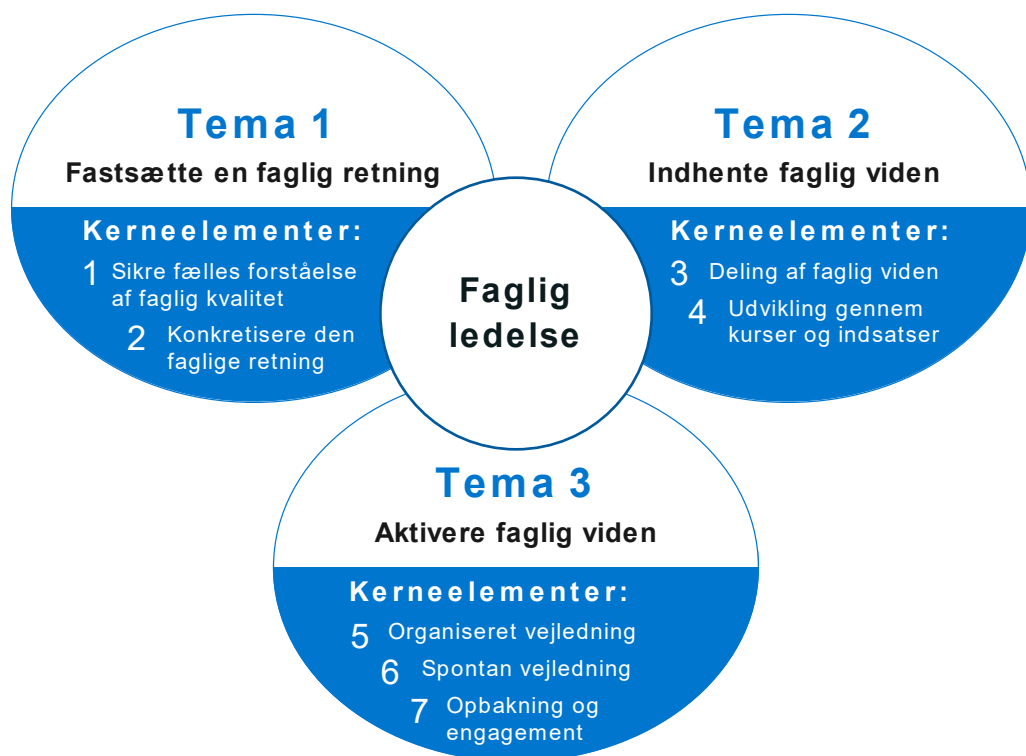 Tema 1
Fastsætte en faglig retning
Kerneelementer:
1 Sikre fælles forståelse
af faglig kvalitet
2 Konkretisere den
faglige retning
Tema 2
Indhente faglig viden
Kerneelementer:
3 Deling af faglig viden
4 Udvikling gennem
kurser og indsatser
Faglig
ledelse
Tema 3
Aktivere faglig viden
Kerneelementer:
5 Organiseret vejledning
6 Spontan vejledning
7 Opbakning og
engagement